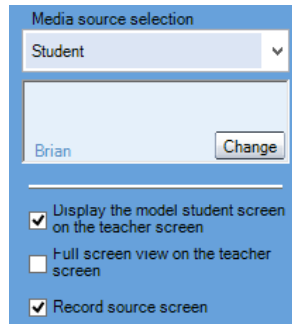 Media source selection
Student
Brian
Change
Display the model student screen
on the teacher screen
Full screen view on the teacher
screen
Record source screen